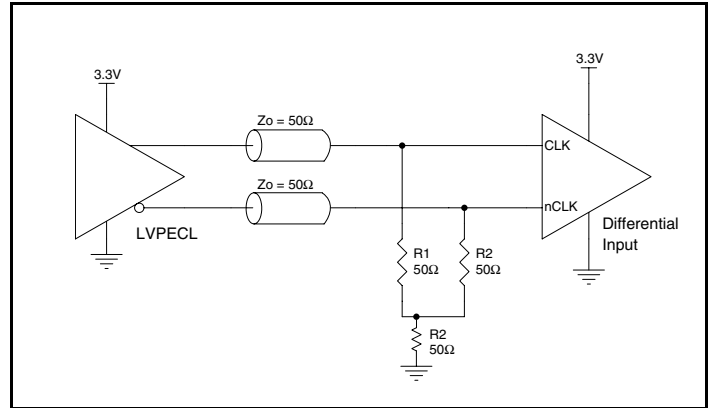 3.3V
3.3V
Zo = 50Ω
CLK
Zo = 50Ω
nCLK
LVPECL
Differential
Input
R1
50Ω
R2
50Ω
R2
50Ω